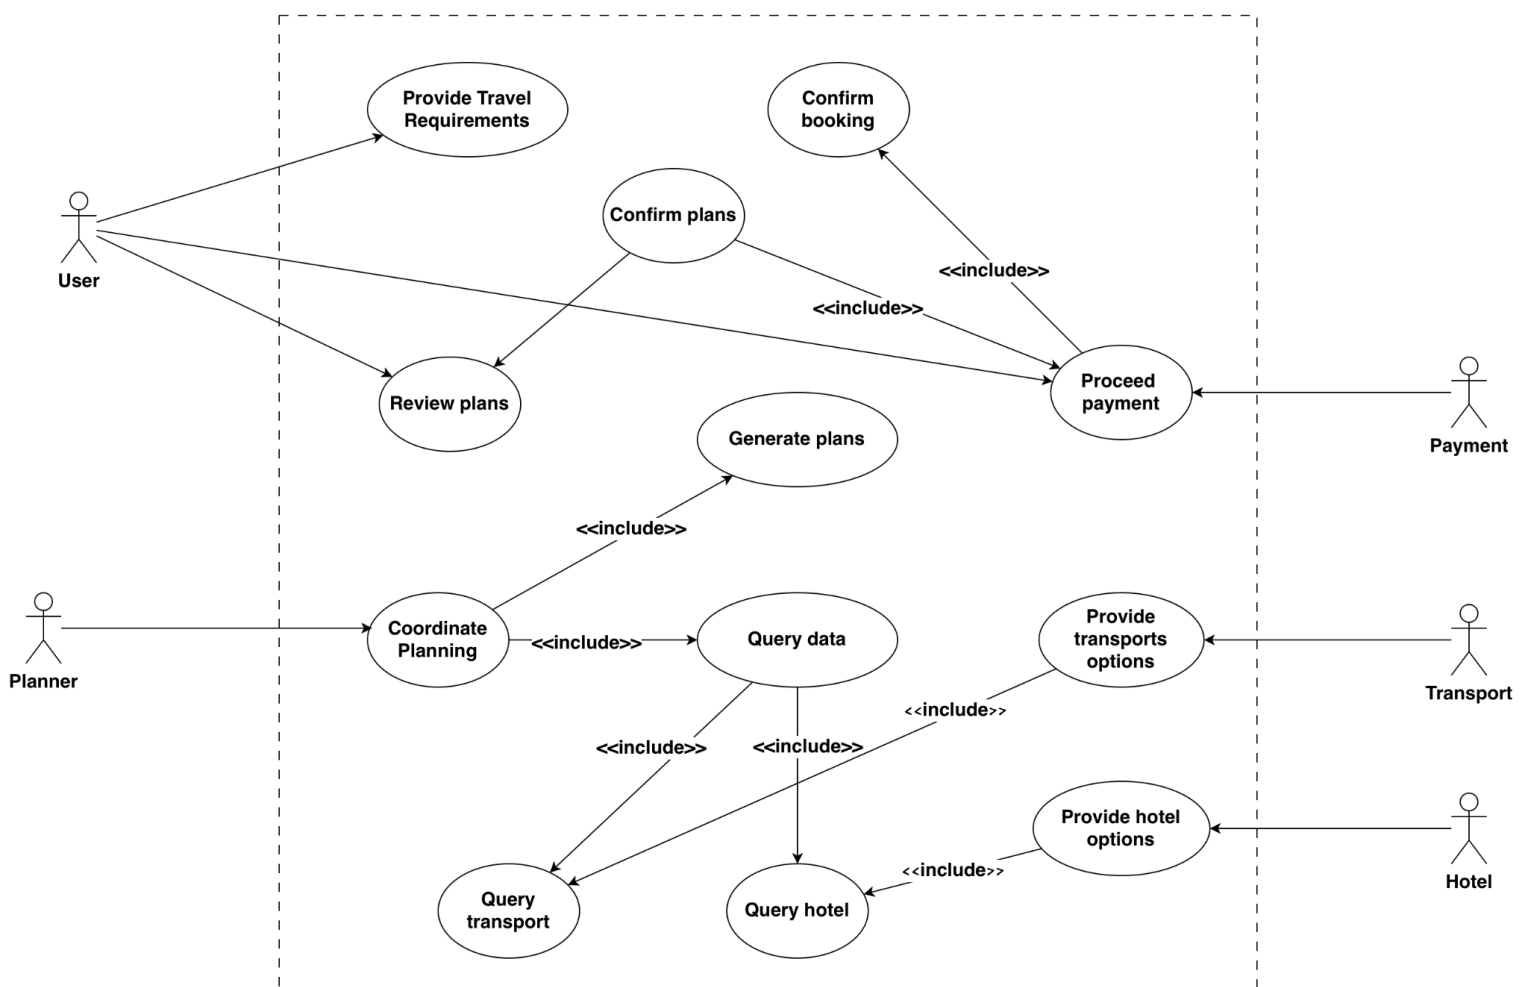 Provide Travel
Requirements
Confirm
booking
Confirm plans
User
<<include>>
<<include>>
Proceed
payment
Review plans
Generate plans
Payment
<<include>>
Coordinate
Planning
<<include>>
Query data
Provide
transports
options
Planner
Transport
<<include>>
<<include>>
<<include>>
Provide hotel
options
<<include>>
Hotel
Query
transport
Query hotel